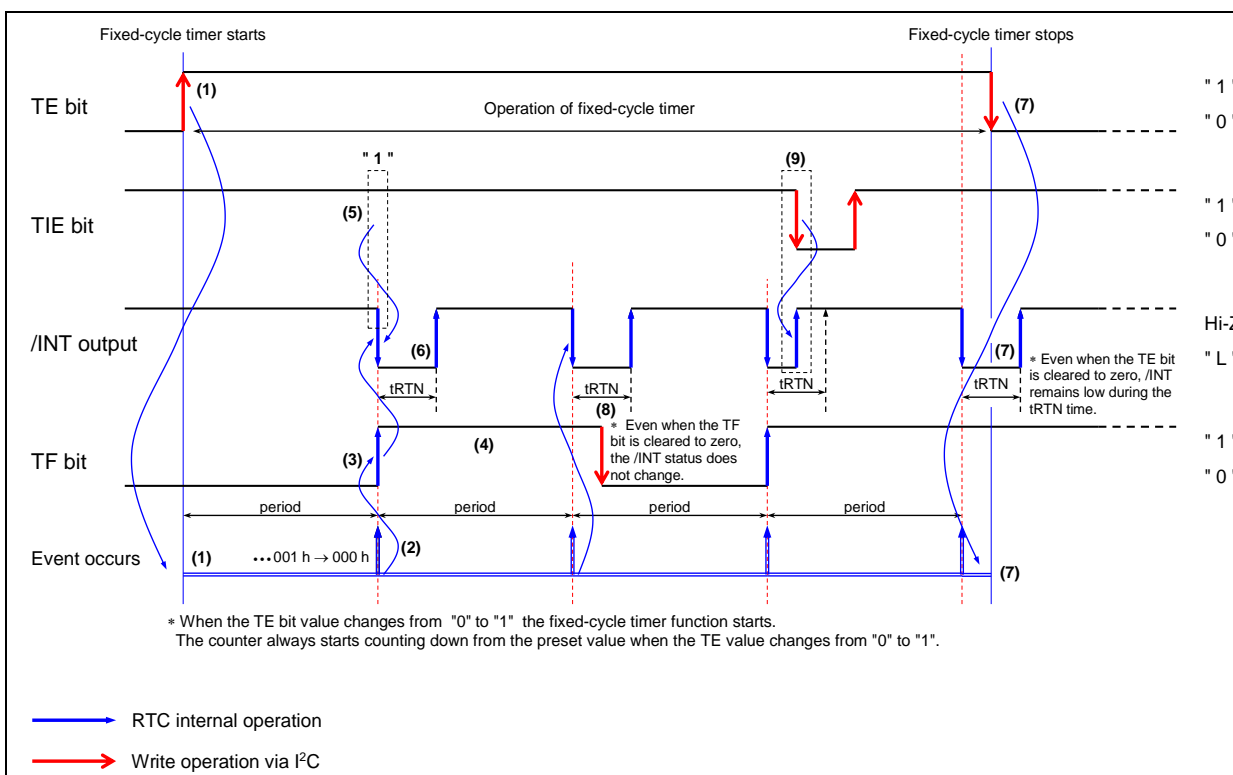 Fixed-cycle timer starts
Fixed-cycle timer stops
TE bit
(1)
Operation of fixed-cycle timer
(7)
" 1 "
" 0 "
" 1 "
(9)
TIE bit
(5)
" 1 "
" 0 "
/INT output
(6)
(7)
Hi-Z
" L "
tRTN
tRTN
tRTN
tRTN
∗ Even when the TE bit
is cleared to zero, /INT
remains low during the
tRTN time.
(8)
∗ Even when the TF
bit is cleared to zero,
the /INT status does
not change.
TF bit
(3)
(4)
" 1 "
" 0 "
period
period
period
period
Event occurs
(1)
•••001 h → 000 h
(2)
(7)
∗ When the TE bit value changes from "0" to "1" the fixed-cycle timer function starts.
The counter always starts counting down from the preset value when the TE value changes from "0" to "1".
RTC internal operation
Write operation via I²C